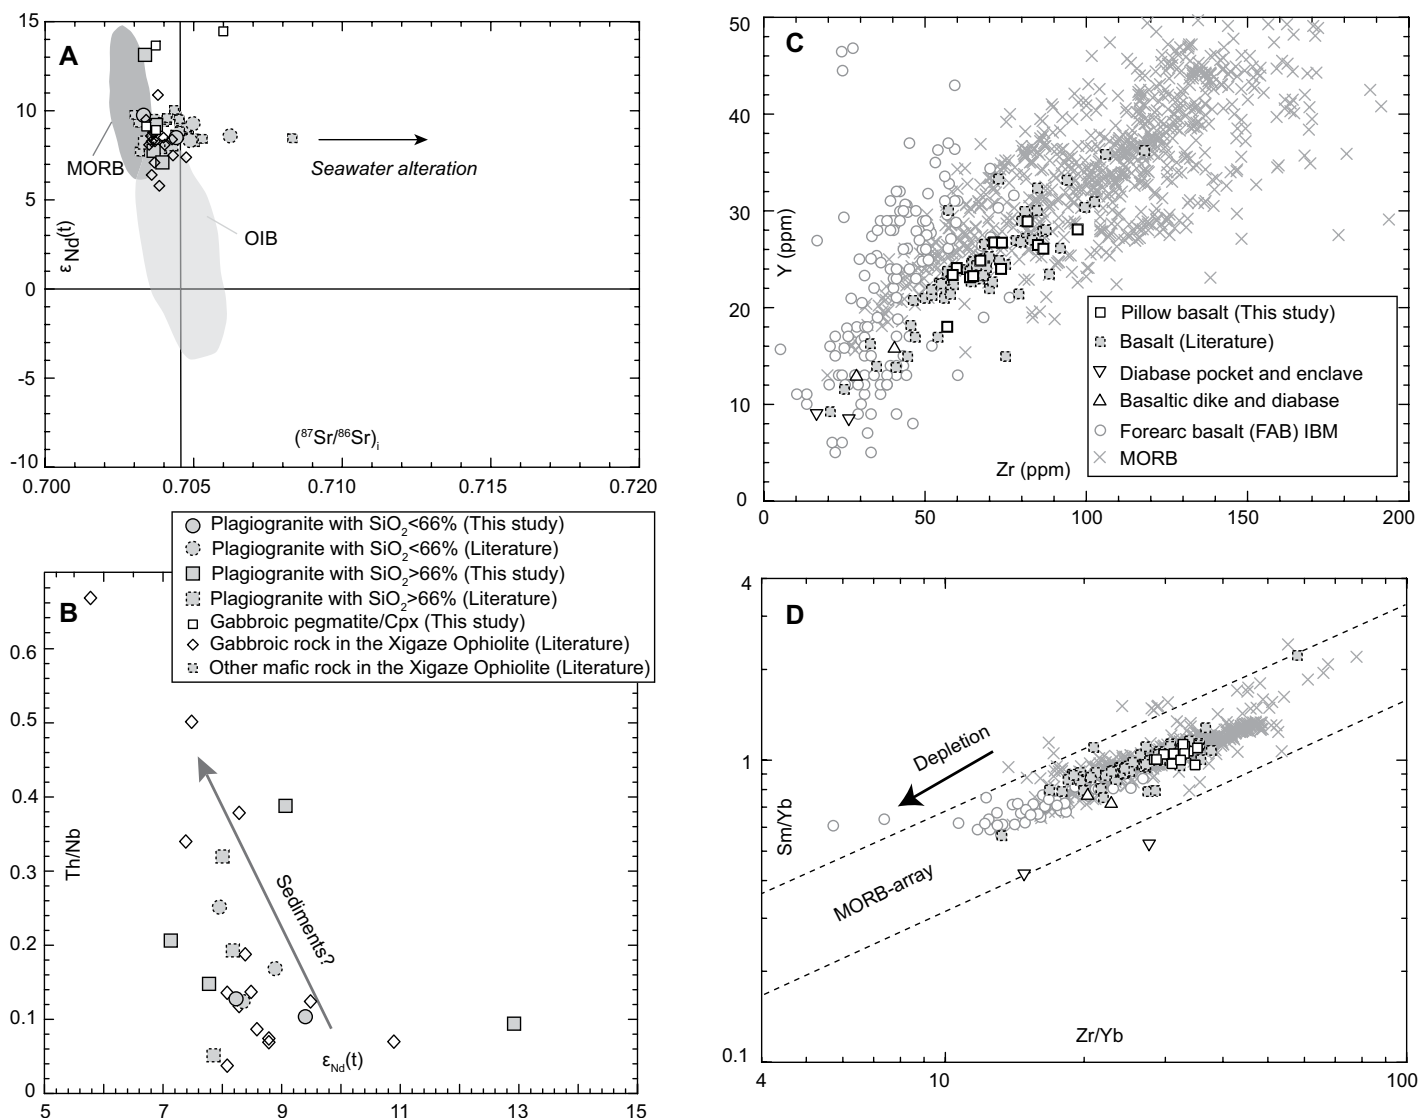 A
15
10
5
0
-5
-10
ε Nd(t)
MORB
OIB
Seawater alteration
(⁸⁷Sr/⁸⁶Sr)ᵢ
0.700
0.705
0.710
0.715
0.720
C
50
40
30
20
10
0
Y (ppm)
Pillow basalt (This study)
Basalt (Literature)
Diabase pocket and enclave
Basaltic dike and diabase
Forearc basalt (FAB) IBM
MORB
Zr (ppm)
0
50
100
150
200
Plagiogranite with SiO₂<66% (This study)
Plagiogranite with SiO₂<66% (Literature)
Plagiogranite with SiO₂>66% (This study)
Plagiogranite with SiO₂>66% (Literature)
Gabbroic pegmatite/Cpx (This study)
Gabbroic rock in the Xigaze Ophiolite (Literature)
Other mafic rock in the Xigaze Ophiolite (Literature)
B
0.6
0.5
0.4
0.3
0.2
0.1
0
Th/Nb
Sediments?
εNd(t)
5
7
9
11
13
15
D
4
1
0.1
Sm/Yb
Depletion
MORB-array
Zr/Yb
4
10
100